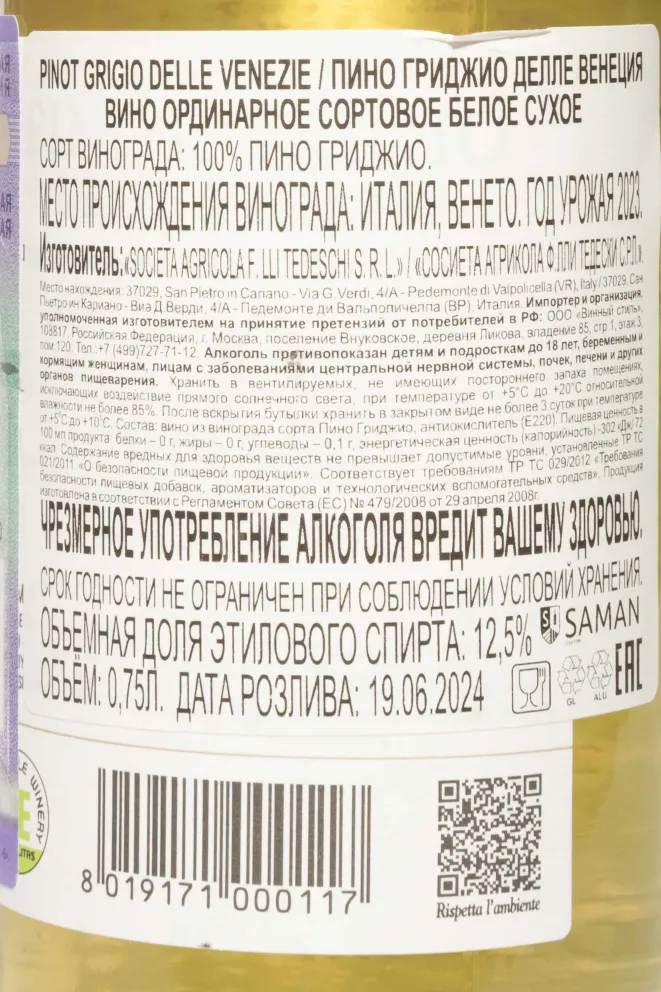 PINOT GRIGIO DELLE VENEZIE / ПИНО ГРИДЖИО ДЕЛЛЕ ВЕНЕЦИЯ
ВИНО ОРДИНАРНОЕ СОРТОВОЕ БЕЛОЕ СУХОЕ
СОРТ ВИНОГРАДА: 100% ПИНО ГРИДЖИО.
МЕСТО ПРОИСХОЖДЕНИЯ ВИНОГРАДА: ИТАЛИЯ, ВЕНЕТО. ГОД УРОЖАЯ 2023.
Изготовитель: «SOCIETA AGRICOLA F. LLI TEDESCHI S. R. L.» / «СОСИЕТА АГРИКОЛА Ф.ЛЛИ ТЕДЕСКИ С.Р.Л.».
Место нахождения: 37029, San Pietro in Cariano - Via G. Verdi, 4/A - Pedemonte di Valpolicella (VR), Italy / 37029, Сан
Пьетро ин Кариано - Виа Д.Верди, 4/А - Педемонте ди Вальполичелла (ВР). Италия. Импортер и организация,
уполномоченная изготовителем на принятие претензий от потребителей в РФ: ООО «Винный стиль»,
108817, Российская Федерация, г. Москва, поселение Внуковское, деревня Ликова, владение 85, стр.1, этаж 3,
пом.120. Тел.:+7 (499)727-71-12. Алкоголь противопоказан детям и подросткам до 18 лет, беременным и
кормящим женщинам, лицам с заболеваниями центральной нервной системы, почек, печени и других
органов пищеварения. Хранить в вентилируемых, не имеющих постороннего запаха помещениях,
исключающих воздействие прямого солнечного света, при температуре от +5°C до +20°C относительной
влажности не более 85%. После вскрытия бутылки хранить в закрытом виде не более 3 суток при температуре
от +5°C до +10°C. Состав: вино из винограда сорта Пино Гриджио, антиокислитель (E220). Пищевая ценность в
100 мл продукта: белки – 0 г, жиры – 0 г, углеводы – 0,1 г, энергетическая ценность (калорийность) -302 кДж/72
ккал. Содержание вредных для здоровья веществ не превышает допустимые уровни, установленные ТР ТС
021/2011 «О безопасности пищевой продукции». Соответствует требованиям ТР ТС 029/2012 «Требования
безопасности пищевых добавок, ароматизаторов и технологических вспомогательных средств». Продукция
изготовлена в соответствии с Регламентом Совета (ЕС) № 479/2008 от 29 апреля 2008г.
ЧРЕЗМЕРНОЕ УПОТРЕБЛЕНИЕ АЛКОГОЛЯ ВРЕДИТ ВАШЕМУ ЗДОРОВЬЮ.
СРОК ГОДНОСТИ НЕ ОГРАНИЧЕН ПРИ СОБЛЮДЕНИИ УСЛОВИЙ ХРАНЕНИЯ.
ОБЪЕМНАЯ ДОЛЯ ЭТИЛОВОГО СПИРТА: 12,5%
SAMAN
ОБЪЁМ: 0,75Л. ДАТА РОЗЛИВА: 19.06.2024
GL
ALU
EAC
WINERY
8 019171 000117
Rispetta l'ambiente